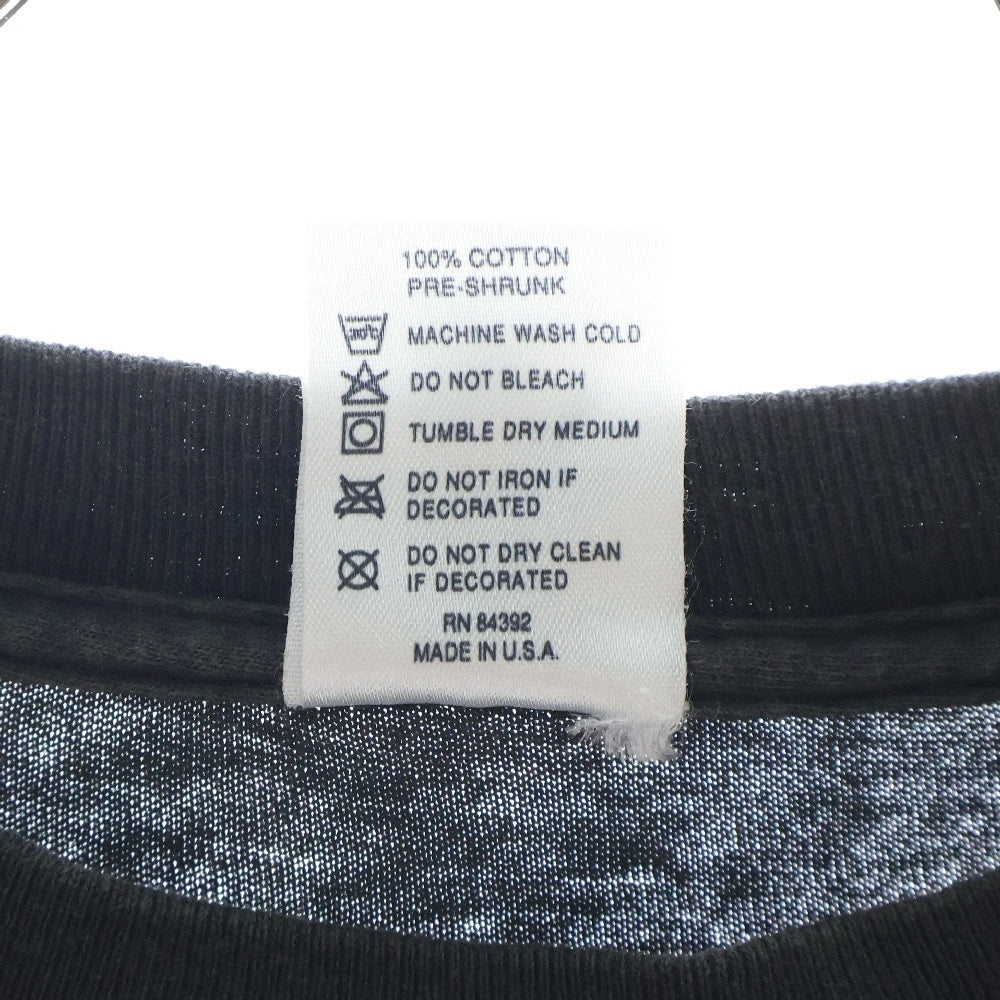 100% COTTON
PRE-SHRUNK
MACHINE WASH COLD
DO NOT BLEACH
TUMBLE DRY MEDIUM
DO NOT IRON IF
DECORATED
DO NOT DRY CLEAN
IF DECORATED
RN 84392
MADE IN U.S.A.